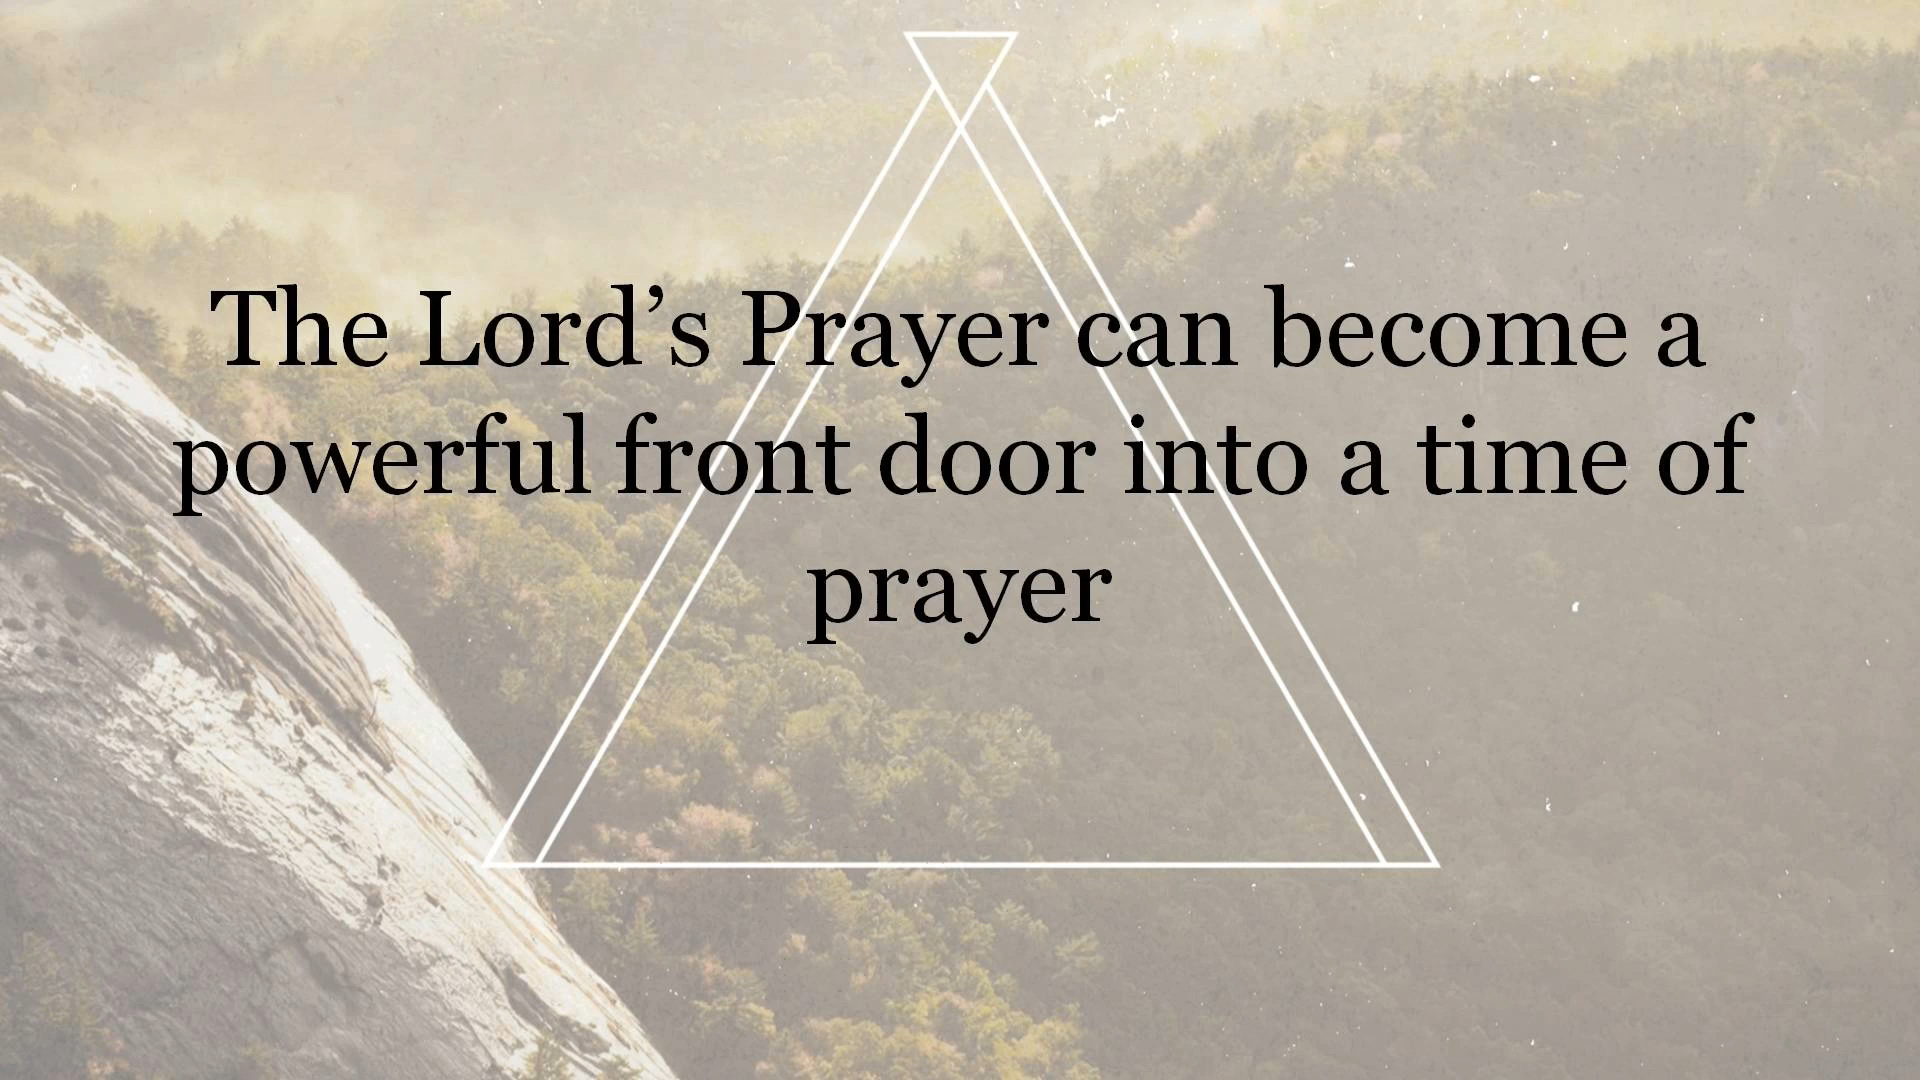 The Lord’s Prayer can become a
powerful front door into a time of
prayer